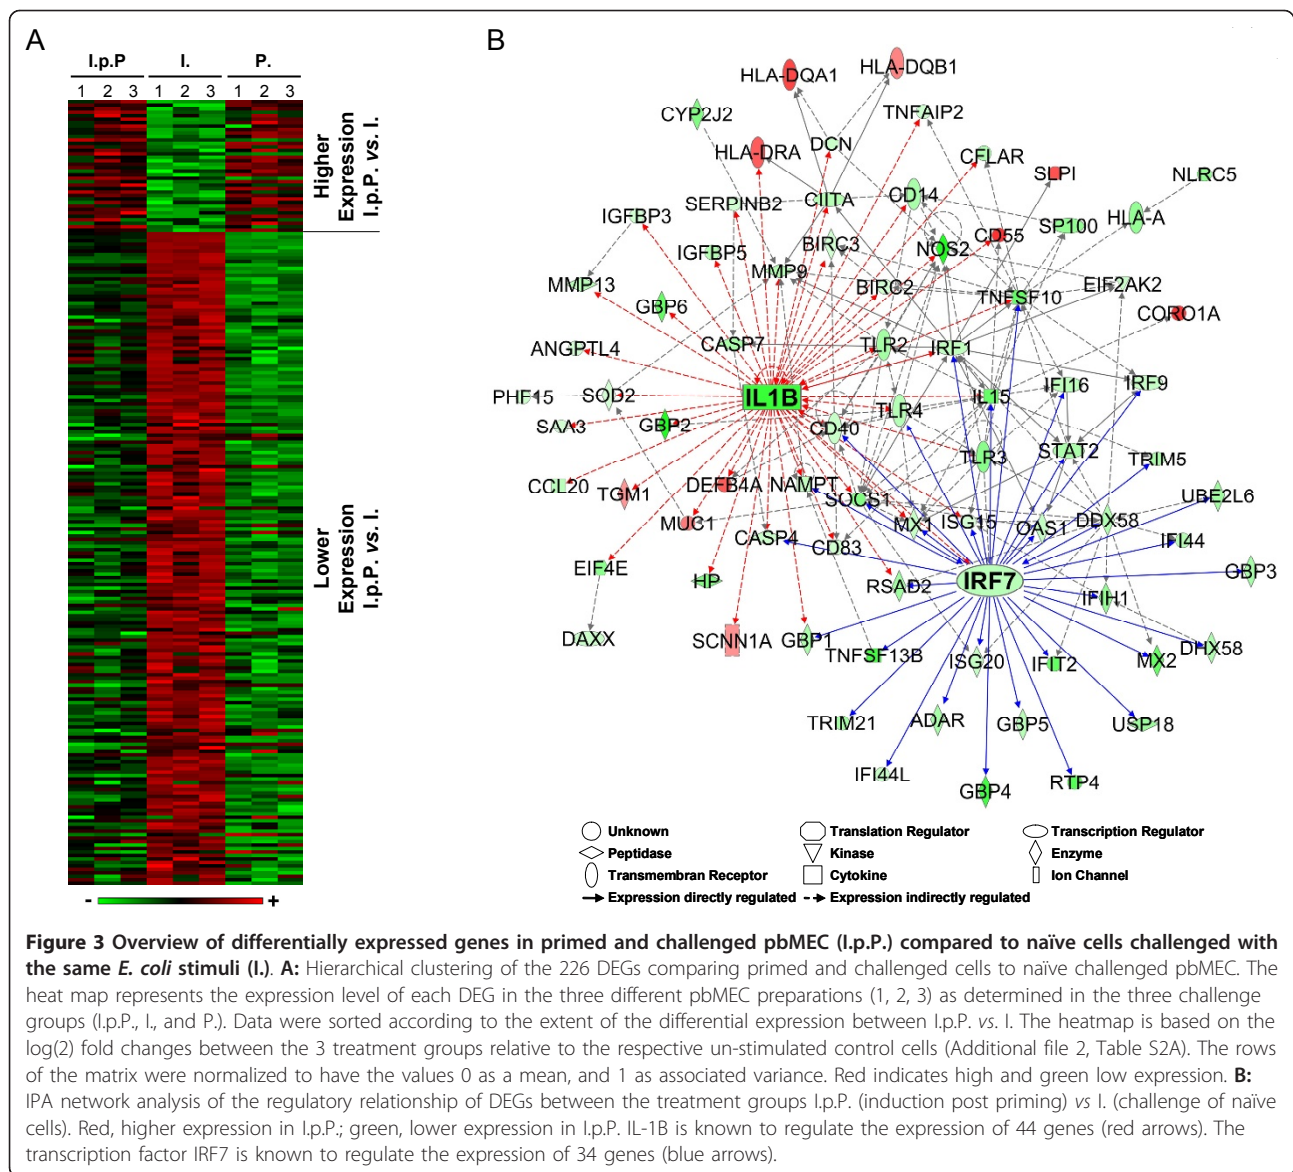 A
B
I.p.P I. P.
1 2 3 1 2 3 1 2 3
Higher
Expression
I.p.P. vs. I.
Lower
Expression
I.p.P. vs. I.
- +
HLA-DQA1
HLA-DQB1
CYP2J2
TNFAIP2
HLA-DRA
DCN
CFLAR
SLPI
NLRC5
IGFBP3
SERPINB2
CIITA
CD14
SP100
HLA-A
IGFBP5
BIRC3
NOS2
CD55
MMP13
MMP9
BIRC2
TNFSF10
EIF2AK2
GBP6
CORO1A
ANGPTL4
CASP7
TLR2
IRF1
PHF15
SOD2
IL1B
IL15
IFI16
IRF9
SAA3
GBP2
CD40
TLR4
STAT2
TLR3
TRIM5
CCL20
TGM1
DEFB4A
NAMPT
SOCS1
UBE2L6
MUC1
CASP4
CD83
MX1
ISG15
OAS1
DDX58
IFI44
EIF4E
HP
RSAD2
IRF7
IFIH1
GBP3
DAXX
SCNN1A
GBP1
TNFSF13B
ISG20
IFIT2
MX2
DHX58
TRIM21
ADAR
GBP5
USP18
IFI44L
GBP4
RTP4
Unknown Translation Regulator Transcription Regulator
Peptidase Kinase Enzyme
Transmembran Receptor Cytokine Ion Channel
Expression directly regulated Expression indirectly regulated
Figure 3 Overview of differentially expressed genes in primed and challenged pbMEC (I.p.P.) compared to naïve cells challenged with
the same E. coli stimuli (I.). A: Hierarchical clustering of the 226 DEGs comparing primed and challenged cells to naïve challenged pbMEC. The
heat map represents the expression level of each DEG in the three different pbMEC preparations (1, 2, 3) as determined in the three challenge
groups (I.p.P., I., and P.). Data were sorted according to the extent of the differential expression between I.p.P. vs. I. The heatmap is based on the
log(2) fold changes between the 3 treatment groups relative to the respective un-stimulated control cells (Additional file 2, Table S2A). The rows
of the matrix were normalized to have the values 0 as a mean, and 1 as associated variance. Red indicates high and green low expression. B:
IPA network analysis of the regulatory relationship of DEGs between the treatment groups I.p.P. (induction post priming) vs I. (challenge of naïve
cells). Red, higher expression in I.p.P.; green, lower expression in I.p.P. IL-1B is known to regulate the expression of 44 genes (red arrows). The
transcription factor IRF7 is known to regulate the expression of 34 genes (blue arrows).